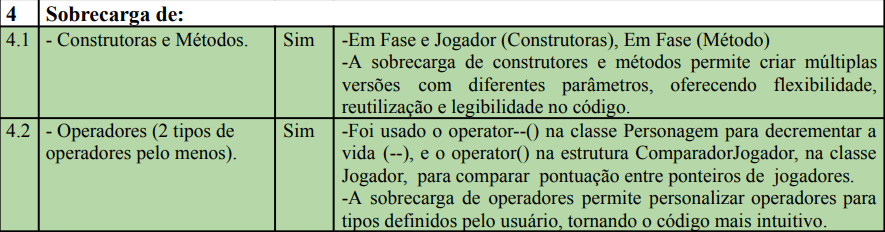 4 Sobrecarga de:
4.1 - Construtoras e Métodos. Sim -Em Fase e Jogador (Construtoras), Em Fase (Método)
-A sobrecarga de construtores e métodos permite criar múltiplas
versões com diferentes parâmetros, oferecendo flexibilidade,
reutilização e legibilidade no código.
4.2 - Operadores (2 tipos de Sim -Foi usado o operator--() na classe Personagem para decrementar a
operadores pelo menos). vida (--), e o operator() na estrutura ComparadorJogador, na classe
Jogador, para comparar pontuação entre ponteiros de jogadores.
-A sobrecarga de operadores permite personalizar operadores para
tipos definidos pelo usuário, tornando o código mais intuitivo.